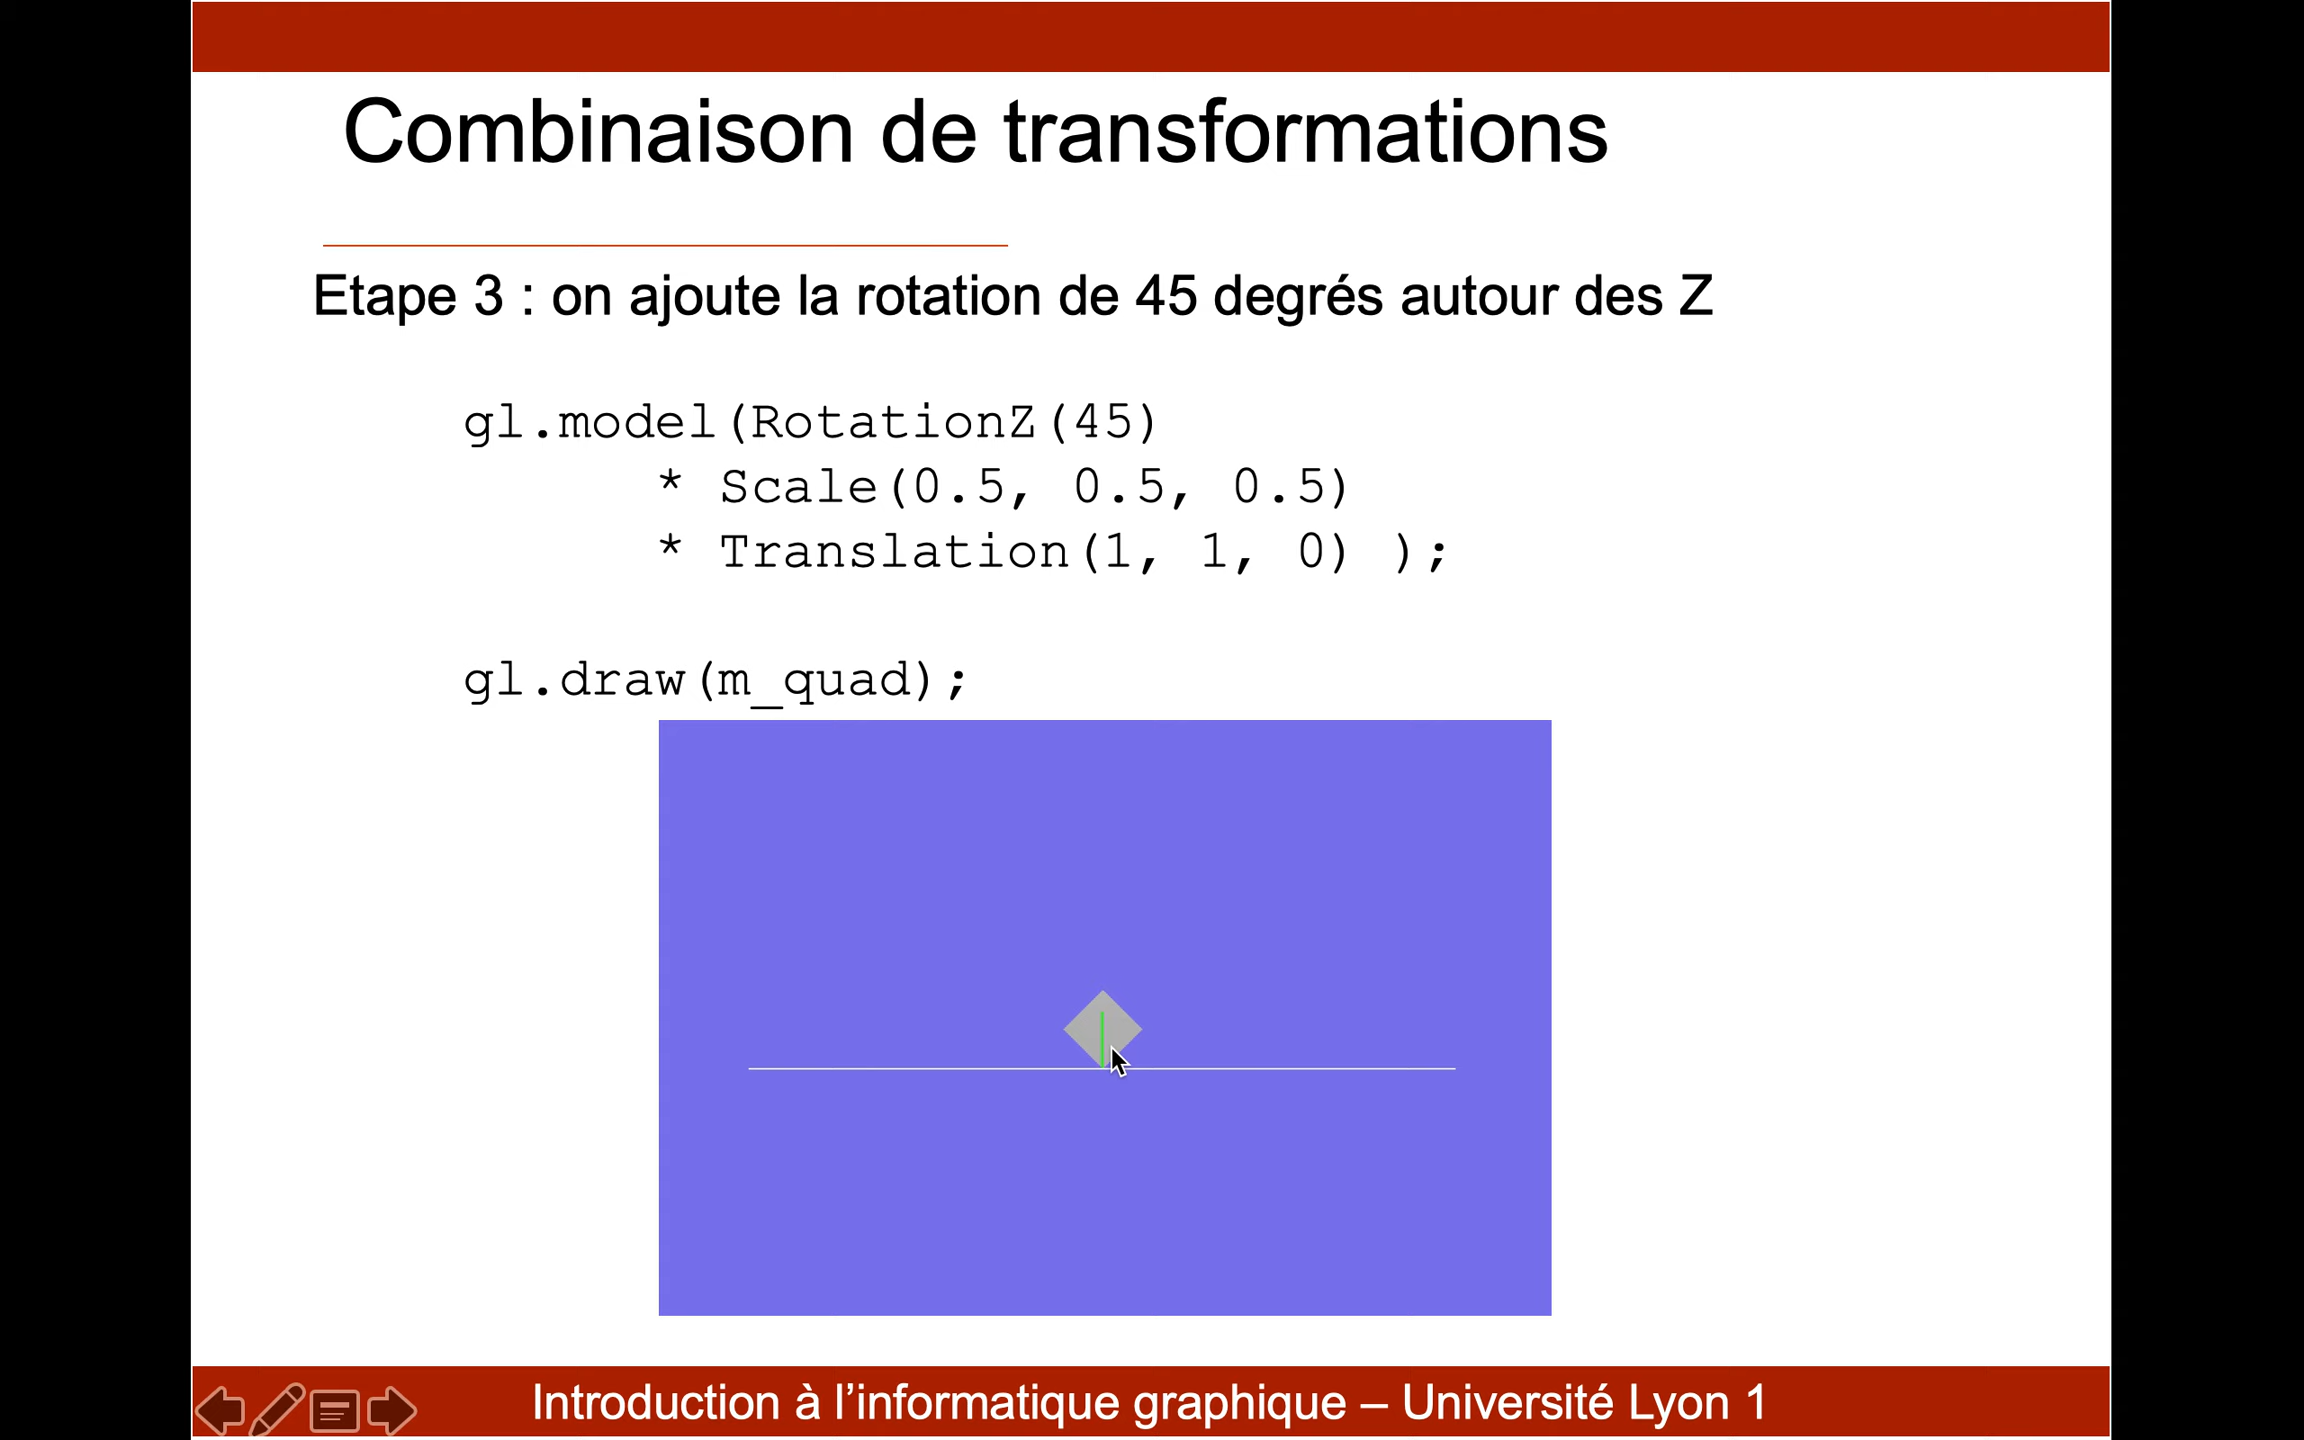 Combinaison de transformations
Etape 3 : on ajoute la rotation de 45 degrés autour des Z
gl.model(RotationZ(45)
* Scale(0.5, 0.5, 0.5)
* Translation(1, 1, 0) );
gl.draw(m_quad);
Introduction à l’informatique graphique – Université Lyon 1